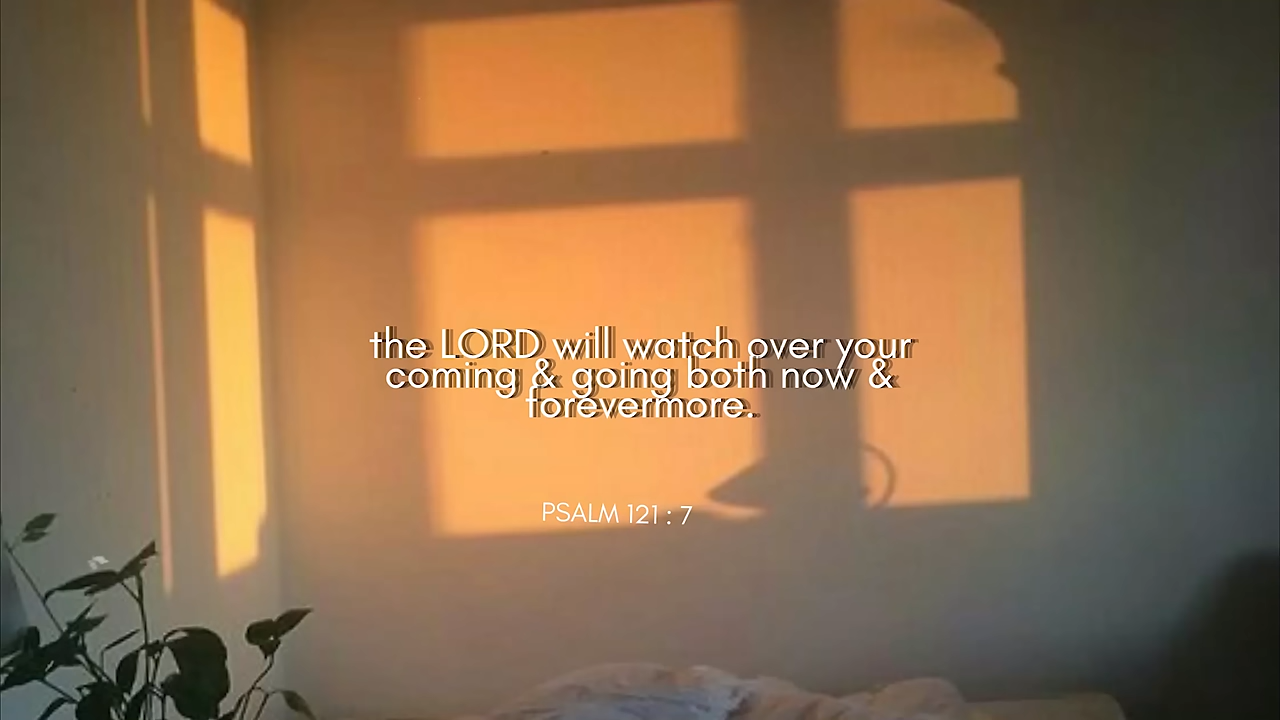 the LORD will watch over your
coming & going both now &
forevermore.
PSALM 121 : 7